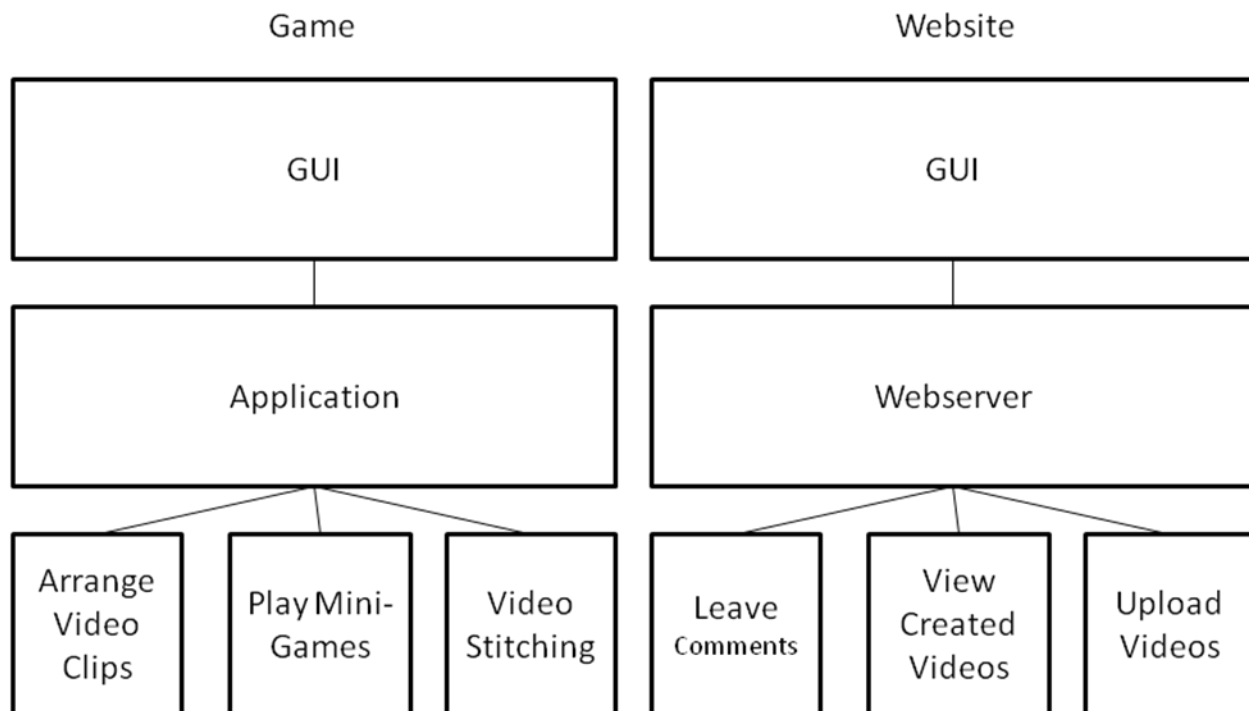 Game
Website
GUI
GUI
Application
Webserver
Arrange
Video
Clips
Play Mini-
Games
Video
Stitching
Leave
Comments
View
Created
Videos
Upload
Videos